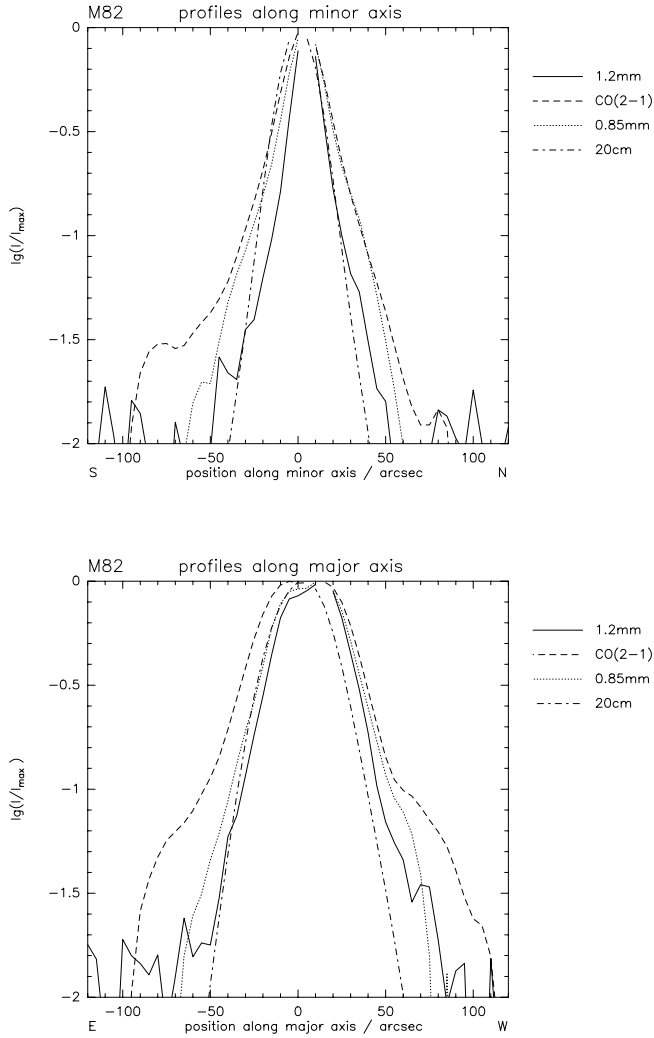 M82 profiles along minor axis
0
−0.5
−1
−1.5
−2
lg(I/Imax)
−100 −50 0 50 100
S position along minor axis / arcsec N
1.2mm
CO(2−1)
0.85mm
20cm
M82 profiles along major axis
0
−0.5
−1
−1.5
−2
lg(I/Imax)
−100 −50 0 50 100
E position along major axis / arcsec W
1.2mm
CO(2−1)
0.85mm
20cm